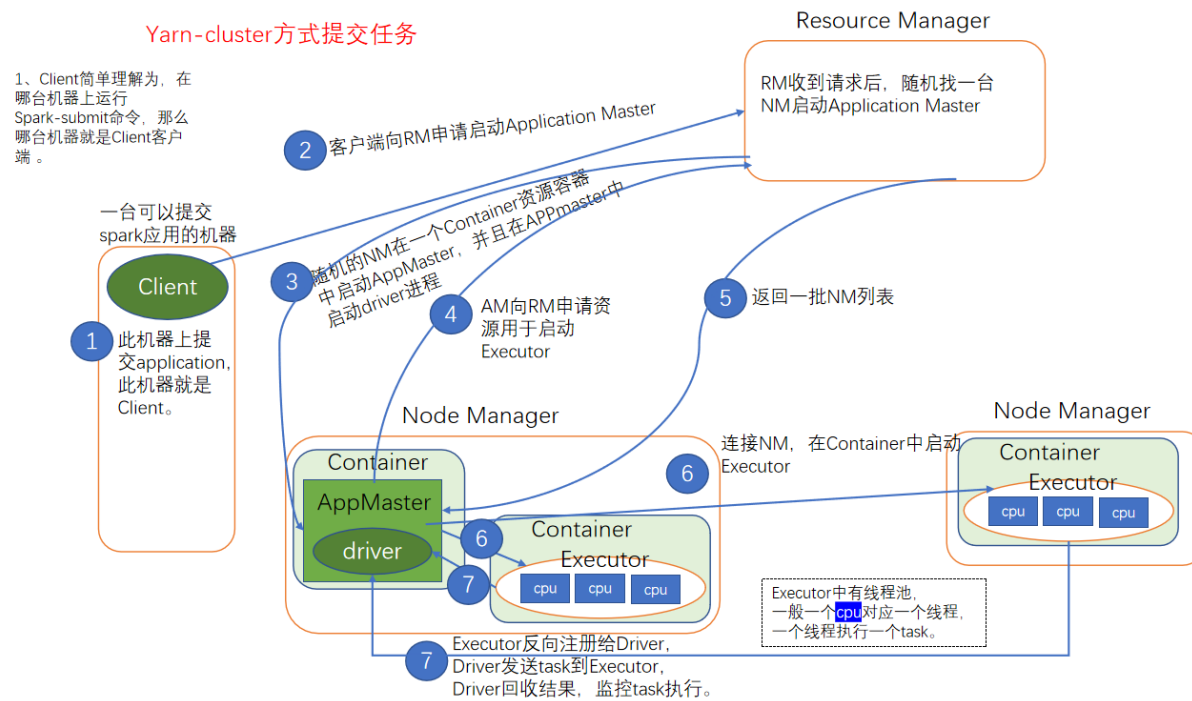 Yarn-cluster方式提交任务
Resource Manager
1、Client简单理解为，在
哪台机器上运行
Spark-submit命令，那么
哪台机器就是Client客户
端 。
RM收到请求后，随机找一台
NM启动Application Master
2
客户端向RM申请启动Application Master
一台可以提交
spark应用的机器
Client
1
此机器上提
交application，
此机器就是
Client。
3
随机的NM在一个Container资源容器
中启动AppMaster，并且在APPmaster中
启动driver进程
4
AM向RM申请资
源用于启动
Executor
5
返回一批NM列表
Node Manager
Container
AppMaster
driver
6
Container
Executor
cpu
cpu
cpu
7
6
连接NM，在Container中启动
Executor
Node Manager
Container
Executor
cpu
cpu
cpu
Executor中有线程池，
一般一个cpu对应一个线程，
一个线程执行一个task。
7
Executor反向注册给Driver，
Driver发送task到Executor，
Driver回收结果，监控task执行。